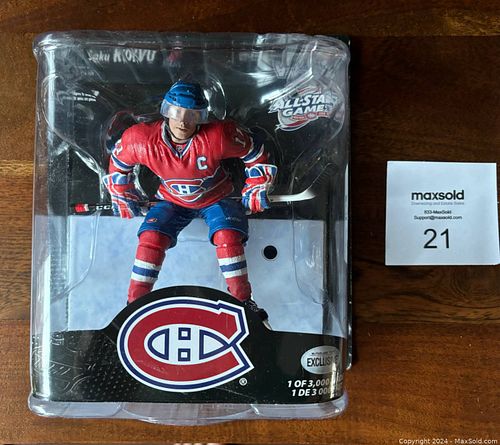 Saku KOIVU
ALL-STAR
GAME
C
EXCLUSIVE
1 OF 3,000
1 DE 3 000
maxsold
Downsizing and Estate Sales
833-MaxSold
Support@maxsold.com
21
Copyright 2024 - MaxSold.com